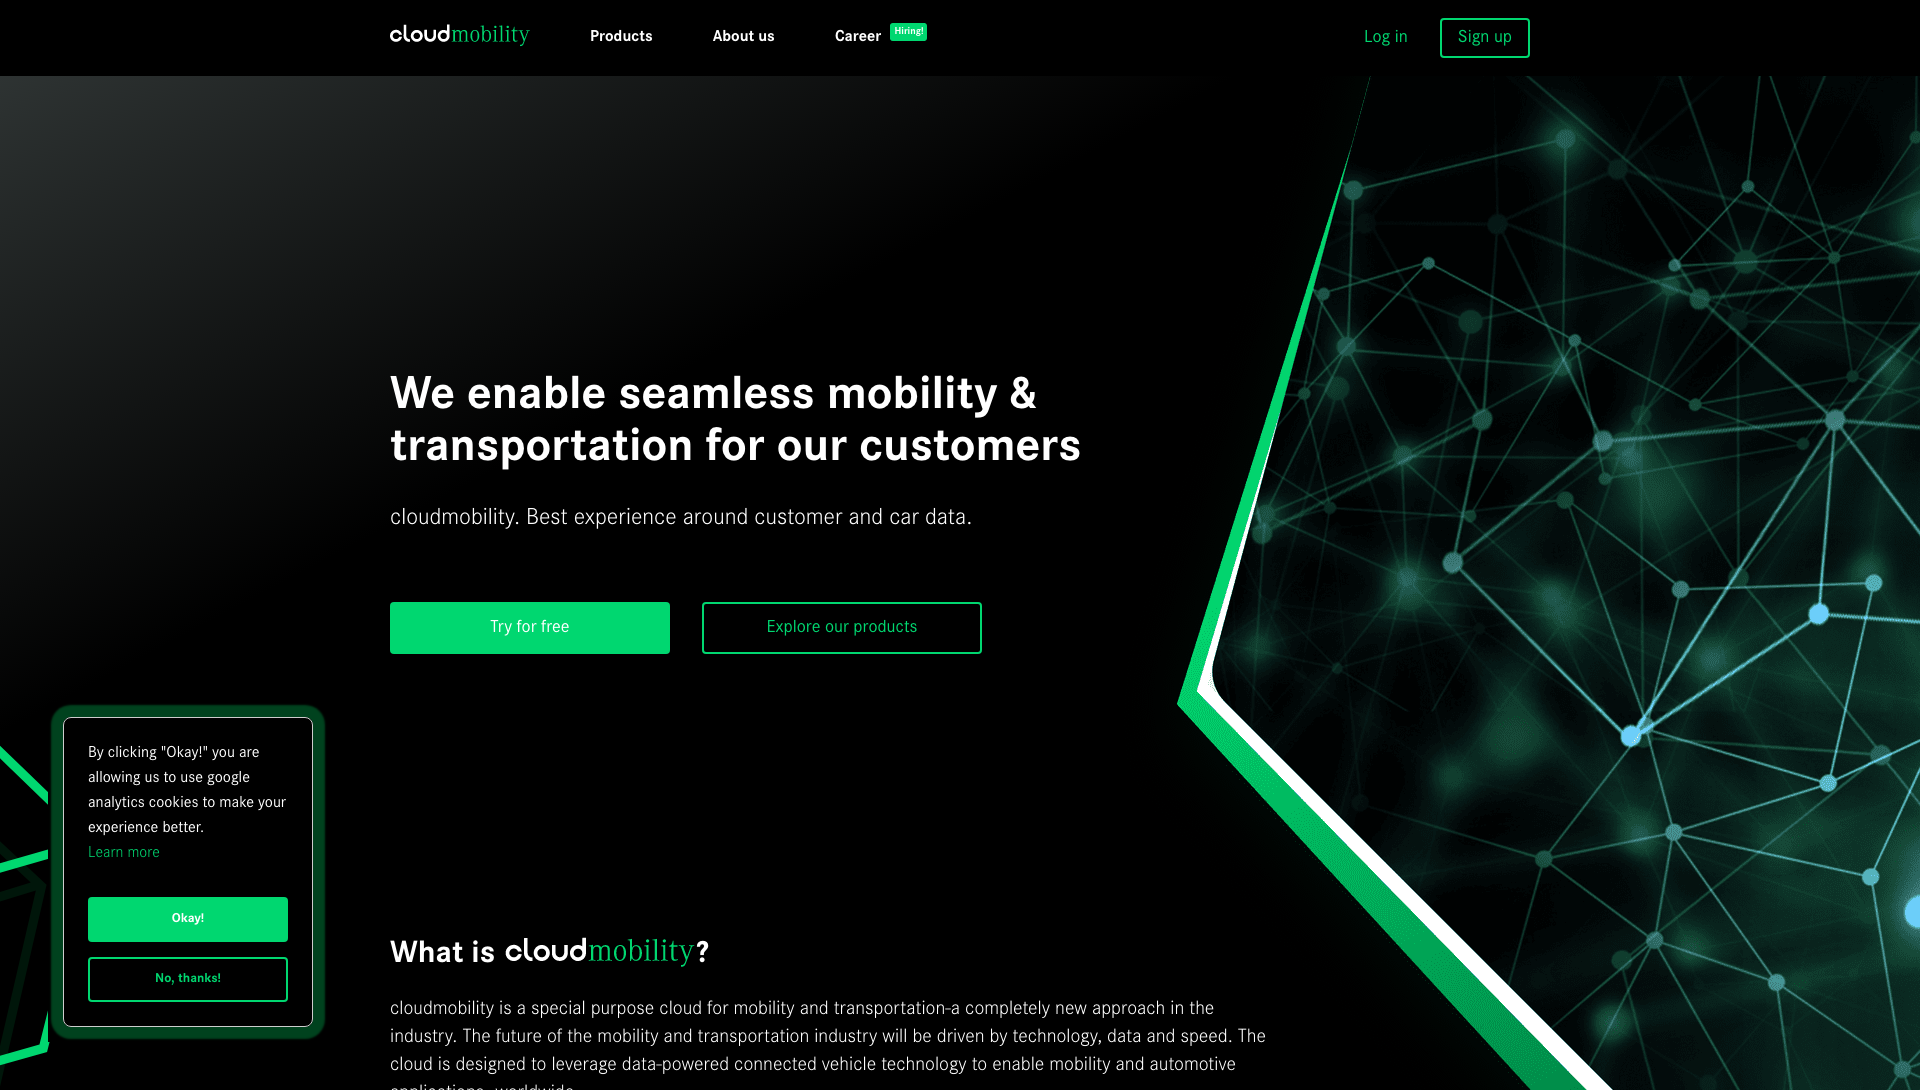 cloudmobility
Products
About us
Career
Hiring!
Log in
Sign up
We enable seamless mobility &
transportation for our customers
cloudmobility. Best experience around customer and car data.
Try for free
Explore our products
By clicking "Okay!" you are
allowing us to use google
analytics cookies to make your
experience better.
Learn more
Okay!
No, thanks!
What is cloudmobility?
cloudmobility is a special purpose cloud for mobility and transportation–a completely new approach in the
industry. The future of the mobility and transportation industry will be driven by technology, data and speed. The
cloud is designed to leverage data-powered connected vehicle technology to enable mobility and automotive